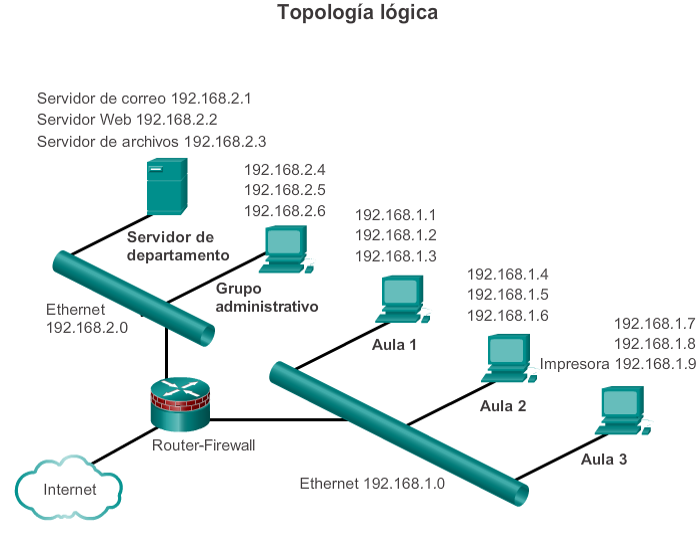 Topología lógica
Servidor de correo 192.168.2.1
Servidor Web 192.168.2.2
Servidor de archivos 192.168.2.3
192.168.2.4
192.168.2.5
192.168.2.6
Servidor de
departamento
Grupo
administrativo
Ethernet
192.168.2.0
192.168.1.1
192.168.1.2
192.168.1.3
Aula 1
192.168.1.4
192.168.1.5
192.168.1.6
Aula 2
192.168.1.7
192.168.1.8
Impresora 192.168.1.9
Aula 3
Router-Firewall
Internet
Ethernet 192.168.1.0